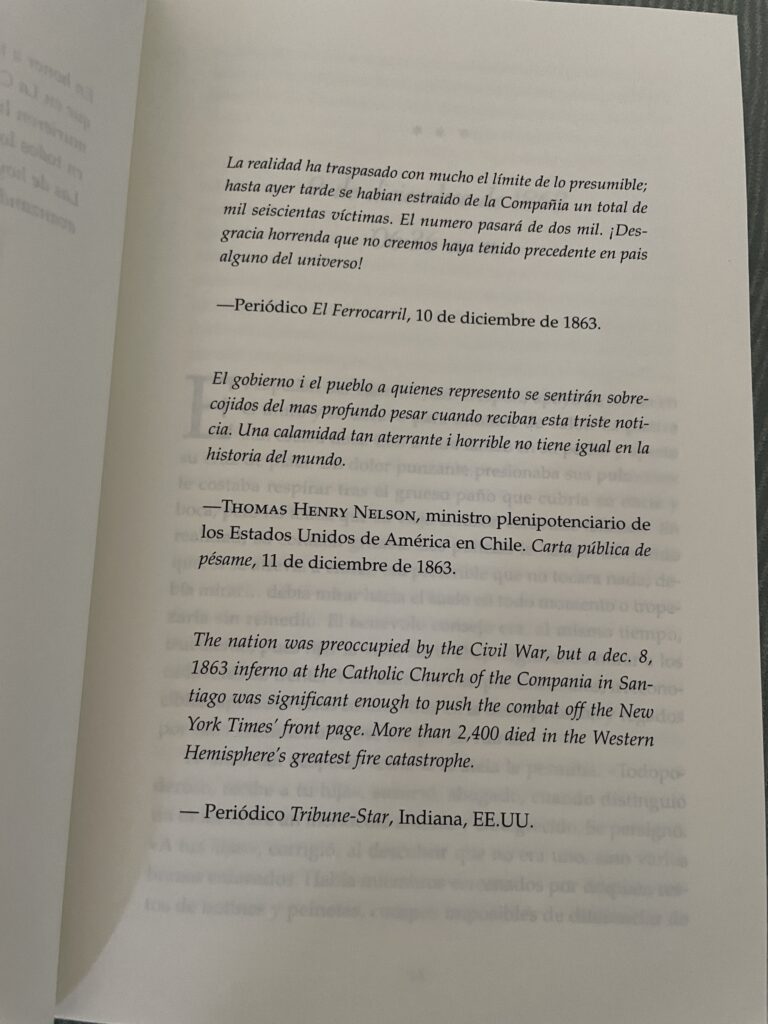 * * *
La realidad ha traspasado con mucho el límite de lo presumible;
hasta ayer tarde se habian estraido de la Compañia un total de
mil seiscientas víctimas. El numero pasará de dos mil. ¡Des-
gracia horrenda que no creemos haya tenido precedente en pais
alguno del universo!
—Periódico El Ferrocarril, 10 de diciembre de 1863.
El gobierno i el pueblo a quienes represento se sentirán sobre-
cojidos del mas profundo pesar cuando reciban esta triste noti-
cia. Una calamidad tan aterrante i horrible no tiene igual en la
historia del mundo.
—THOMAS HENRY NELSON, ministro plenipotenciario de
los Estados Unidos de América en Chile. Carta pública de
pésame, 11 de diciembre de 1863.
The nation was preoccupied by the Civil War, but a dec. 8,
1863 inferno at the Catholic Church of the Compania in San-
tiago was significant enough to push the combat off the New
York Times' front page. More than 2,400 died in the Western
Hemisphere's greatest fire catastrophe.
— Periódico Tribune-Star, Indiana, EE.UU.